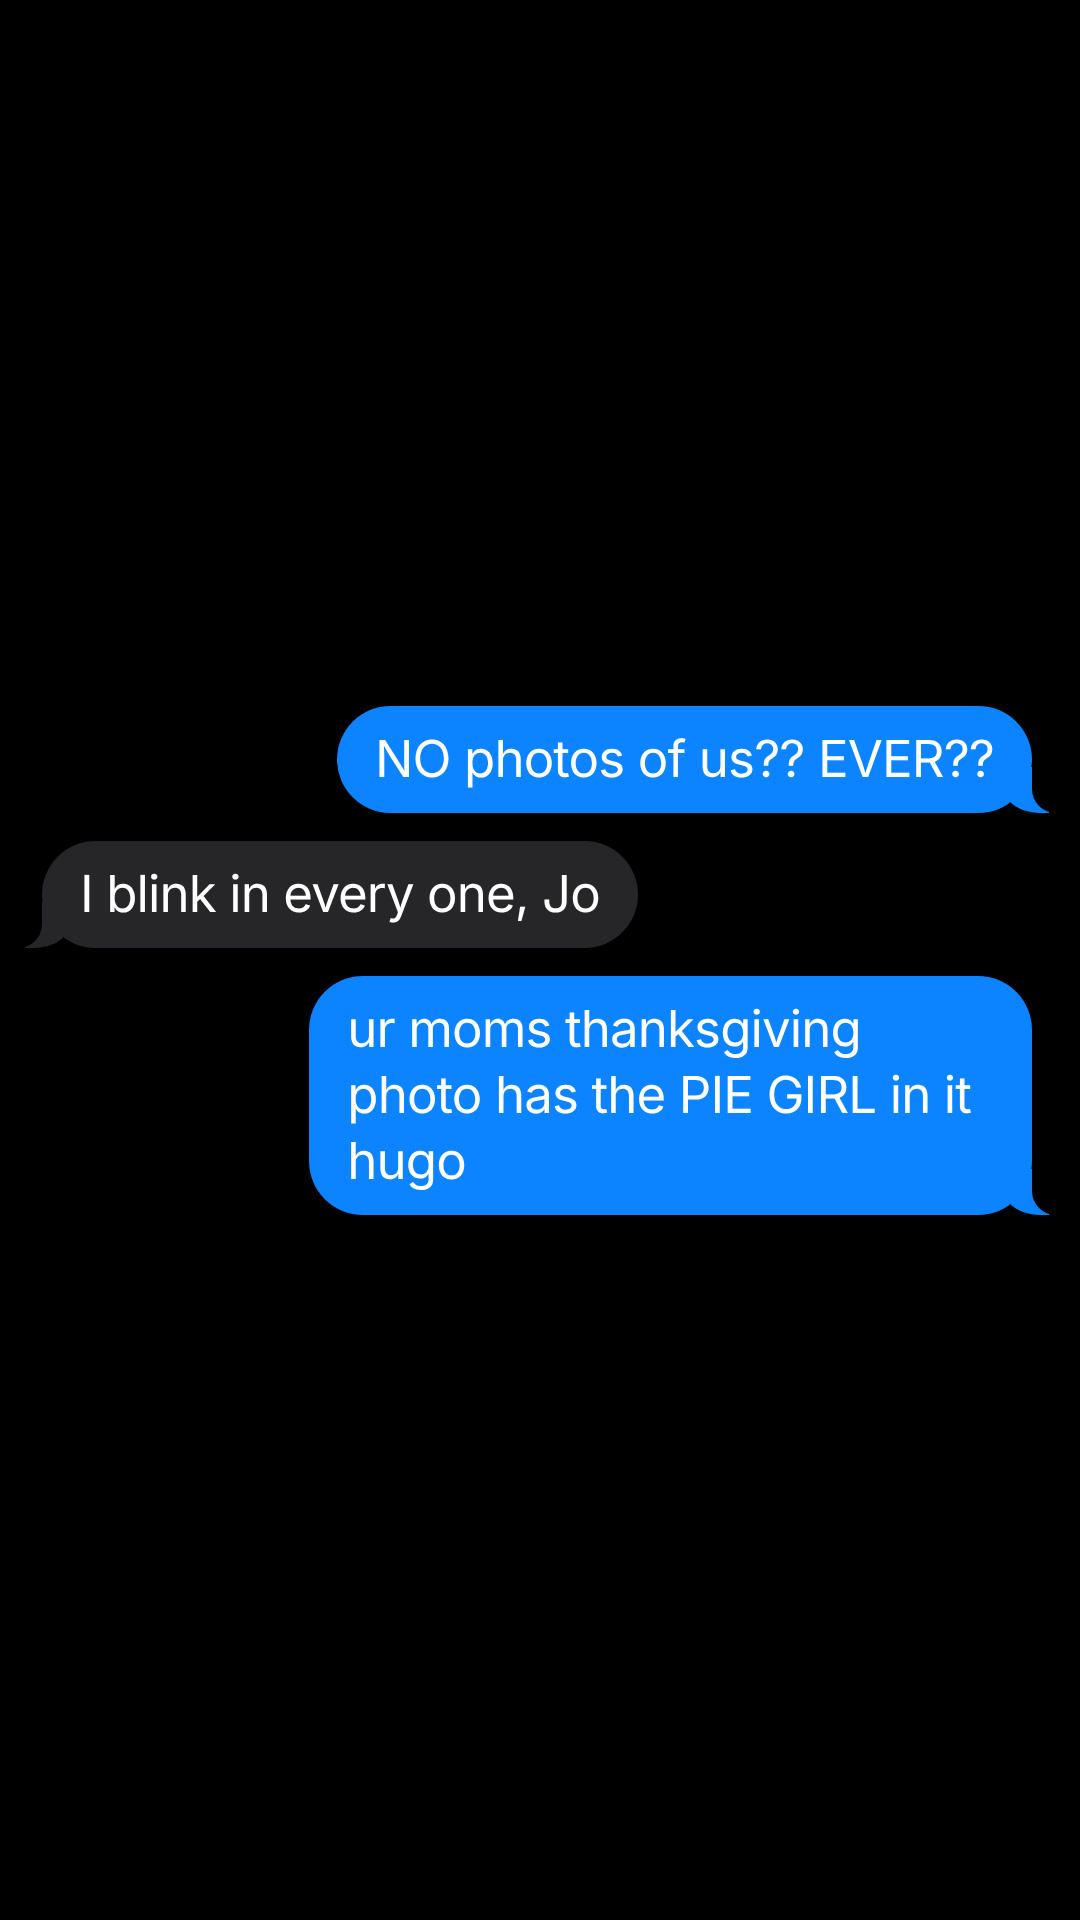 NO photos of us?? EVER??
I blink in every one, Jo
ur moms thanksgiving
photo has the PIE GIRL in it
hugo